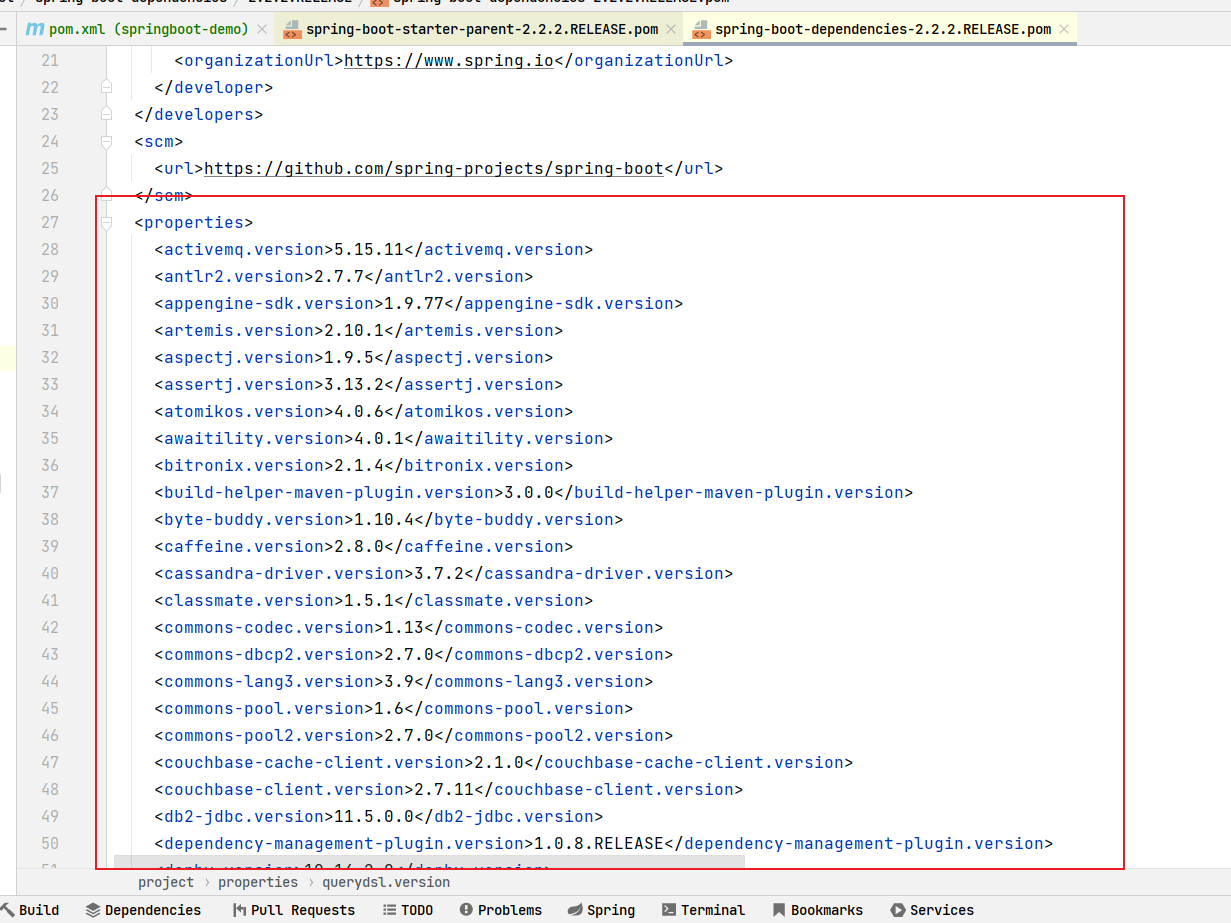 pom.xml (springboot-demo) spring-boot-starter-parent-2.2.2.RELEASE.pom spring-boot-dependencies-2.2.2.RELEASE.pom
21 <organizationUrl>https://www.spring.io</organizationUrl>
22 </developer>
23 </developers>
24 <scm>
25 <url>https://github.com/spring-projects/spring-boot</url>
26 </scm>
27 <properties>
28 <activemq.version>5.15.11</activemq.version>
29 <antlr2.version>2.7.7</antlr2.version>
30 <appengine-sdk.version>1.9.77</appengine-sdk.version>
31 <artemis.version>2.10.1</artemis.version>
32 <aspectj.version>1.9.5</aspectj.version>
33 <assertj.version>3.13.2</assertj.version>
34 <atomikos.version>4.0.6</atomikos.version>
35 <awaitility.version>4.0.1</awaitility.version>
36 <bitronix.version>2.1.4</bitronix.version>
37 <build-helper-maven-plugin.version>3.0.0</build-helper-maven-plugin.version>
38 <byte-buddy.version>1.10.4</byte-buddy.version>
39 <caffeine.version>2.8.0</caffeine.version>
40 <cassandra-driver.version>3.7.2</cassandra-driver.version>
41 <classmate.version>1.5.1</classmate.version>
42 <commons-codec.version>1.13</commons-codec.version>
43 <commons-dbcp2.version>2.7.0</commons-dbcp2.version>
44 <commons-lang3.version>3.9</commons-lang3.version>
45 <commons-pool.version>1.6</commons-pool.version>
46 <commons-pool2.version>2.7.0</commons-pool2.version>
47 <couchbase-cache-client.version>2.1.0</couchbase-cache-client.version>
48 <couchbase-client.version>2.7.11</couchbase-client.version>
49 <db2-jdbc.version>11.5.0.0</db2-jdbc.version>
50 <dependency-management-plugin.version>1.0.8.RELEASE</dependency-management-plugin.version>
project › properties › querydsl.version
Build Dependencies Pull Requests TODO Problems Spring Terminal Bookmarks Services